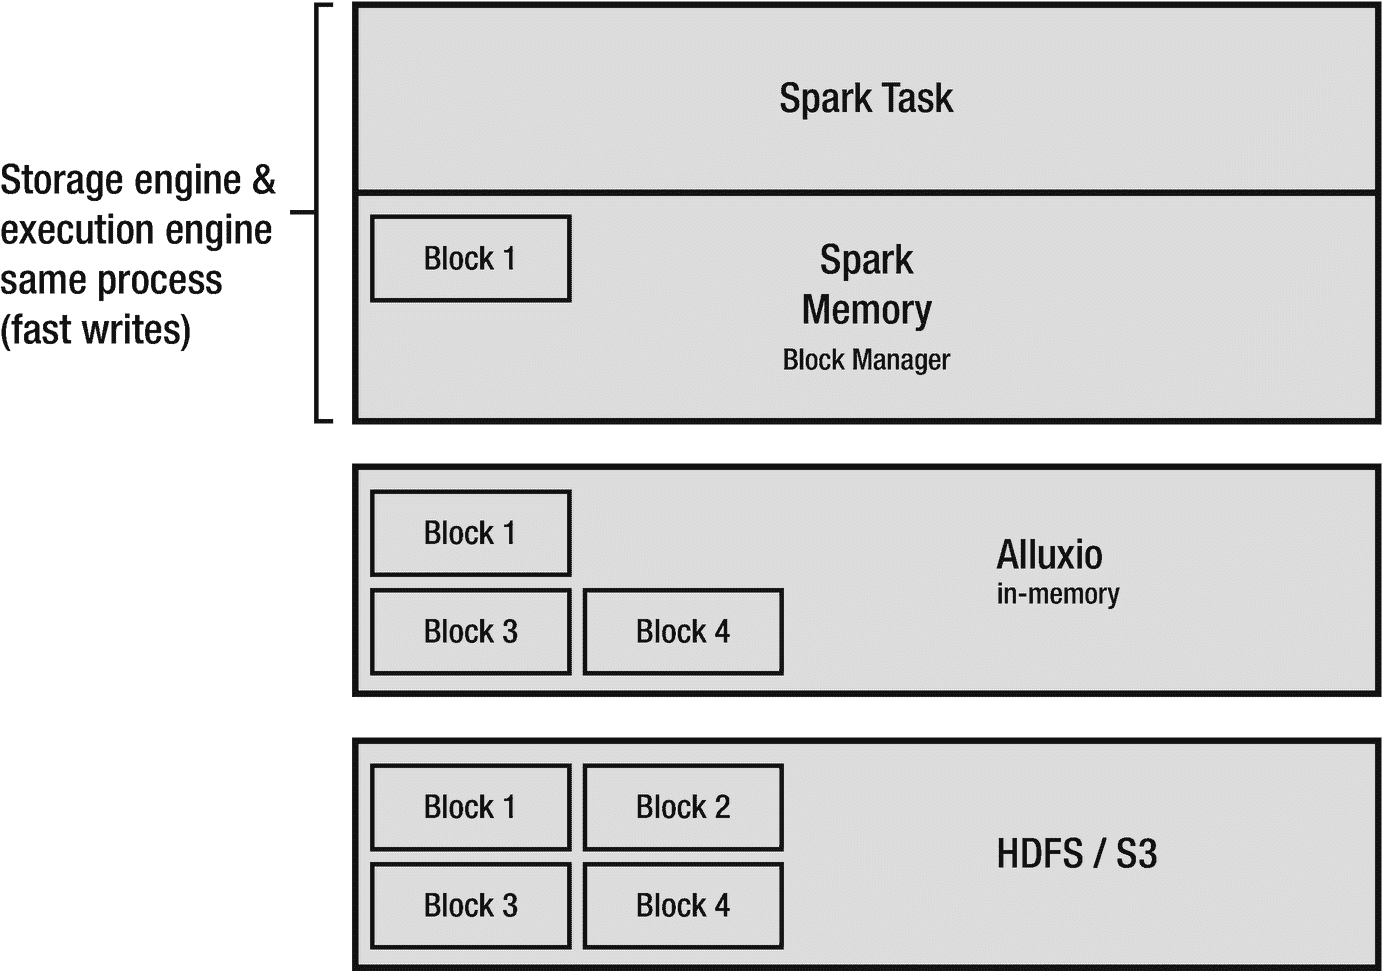 Spark Task
Storage engine &
execution engine
same process
(fast writes)
Block 1
Spark
Memory
Block Manager
Block 1
Alluxio
in-memory
Block 3
Block 4
Block 1
Block 2
HDFS / S3
Block 3
Block 4